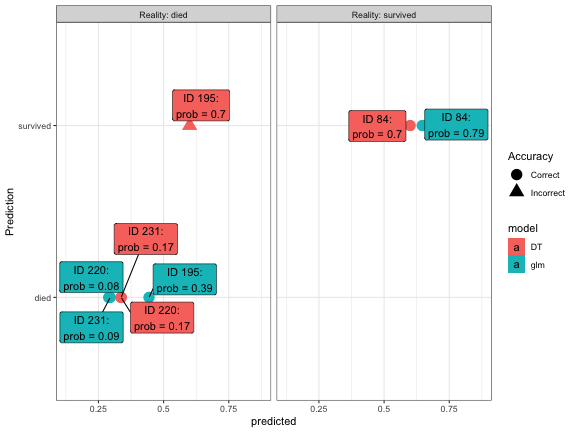 Reality: died
Reality: survived
Prediction
survived
died
ID 195:
prob = 0.7
ID 231:
prob = 0.17
ID 220:
prob = 0.08
ID 195:
prob = 0.39
ID 231:
prob = 0.09
ID 220:
prob = 0.17
ID 84:
prob = 0.7
ID 84:
prob = 0.79
0.25
0.5
0.75
0.25
0.5
0.75
predicted
Accuracy
Correct
Incorrect
model
a DT
a glm